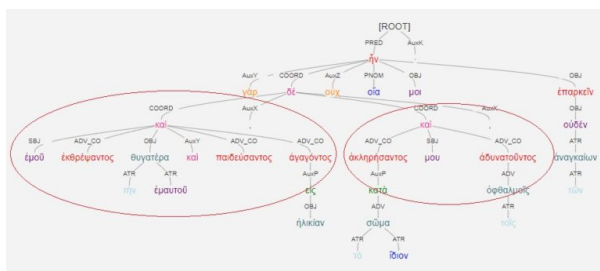 [ROOT]
PRED AuxK
ἦν .
AuxY COORD AuxZ PNOM OBJ OBJ
γὰρ δέ οὐχ οἵα μοι ἐπαρκεῖν
COORD AuxX COORD AuxX OBJ
καὶ , καὶ , οὐδὲν
SBJ ADV_CO OBJ AuxY ADV_CO ADV_CO ADV_CO SBJ ADV_CO ATR
ἐμοῦ ἐκθρέψαντος θυγατέρα καὶ παιδεύσαντος ἀγαγόντος ἀκληρήσαντος μου ἀδυνατοῦντος ἀναγκαίων
ATR ATR AuxP AuxP ADV ATR
τὴν ἐμαυτοῦ εἰς κατὰ ὀφθαλμοῖς τῶν
OBJ ADV ATR
ἡλικίαν σῶμα τοῖς
ATR ATR
τὸ ἴδιον